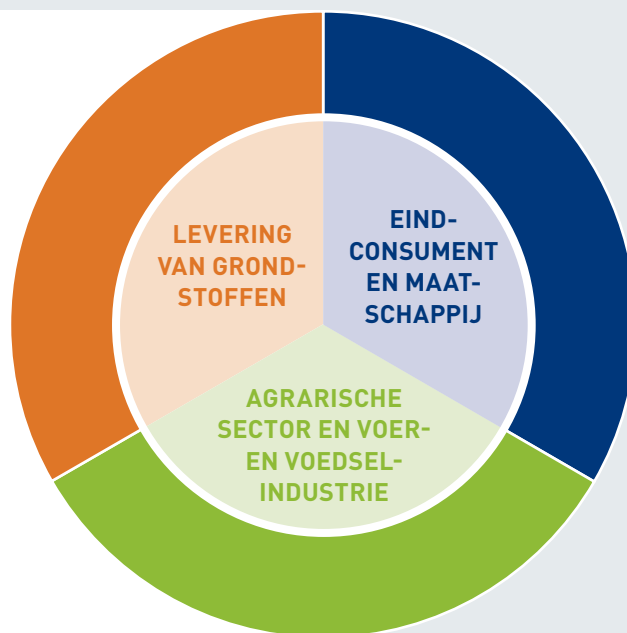 LEVERING
VAN GROND-
STOFFEN
EIND-
CONSUMENT
EN MAAT-
SCHAPPIJ
AGRARISCHE
SECTOR EN VOER-
EN VOEDSEL-
INDUSTRIE